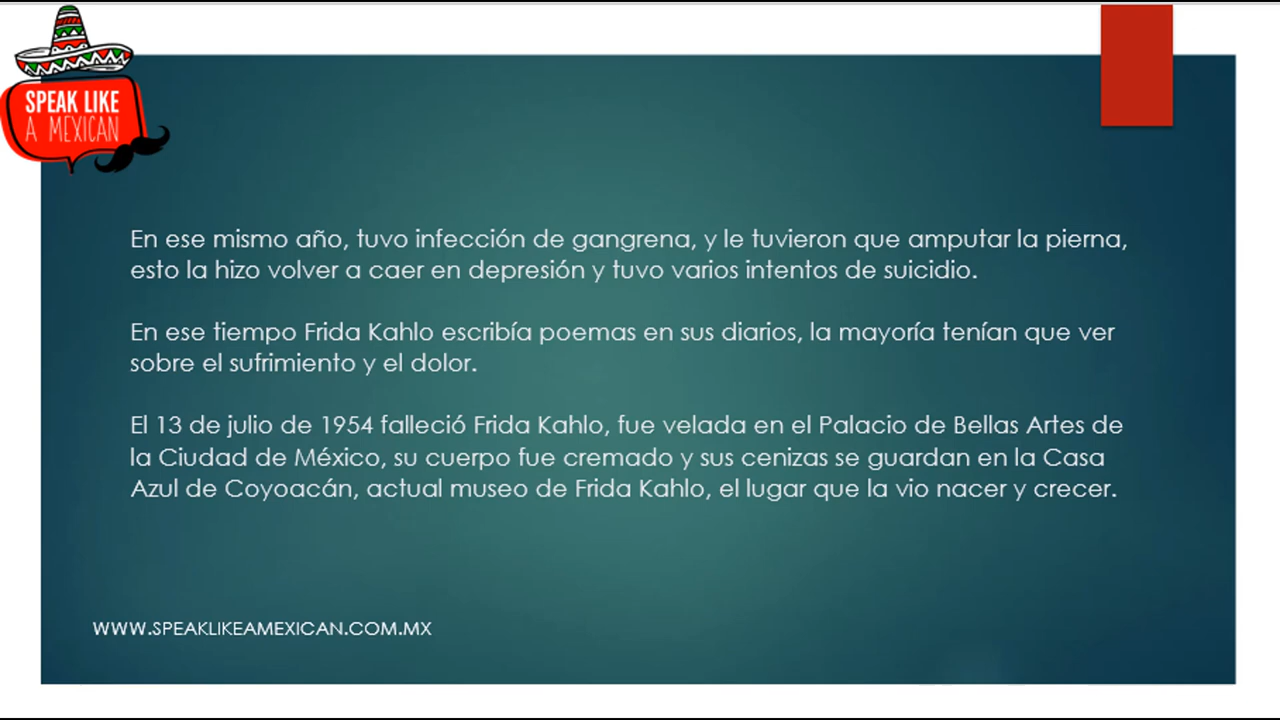 SPEAK LIKE
A MEXICAN
En ese mismo año, tuvo infección de gangrena, y le tuvieron que amputar la pierna,
esto la hizo volver a caer en depresión y tuvo varios intentos de suicidio.
En ese tiempo Frida Kahlo escribía poemas en sus diarios, la mayoría tenían que ver
sobre el sufrimiento y el dolor.
El 13 de julio de 1954 falleció Frida Kahlo, fue velada en el Palacio de Bellas Artes de
la Ciudad de México, su cuerpo fue cremado y sus cenizas se guardan en la Casa
Azul de Coyoacán, actual museo de Frida Kahlo, el lugar que la vio nacer y crecer.
WWW.SPEAKLIKEAMEXICAN.COM.MX